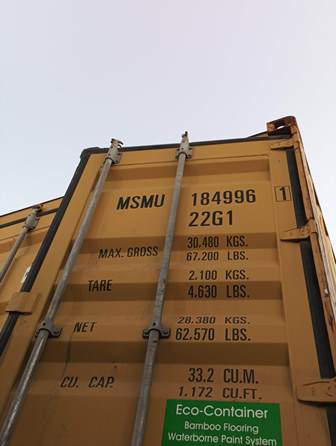 MSMU 184996 1
22G1
MAX. GROSS 30.480 KGS.
67.200 LBS.
TARE 2.100 KGS.
4.630 LBS.
NET 28.380 KGS.
62.570 LBS.
CU. CAP. 33.2 CU.M.
1.172 CU.FT.
Eco-Container
Bamboo Flooring
Waterborne Paint System